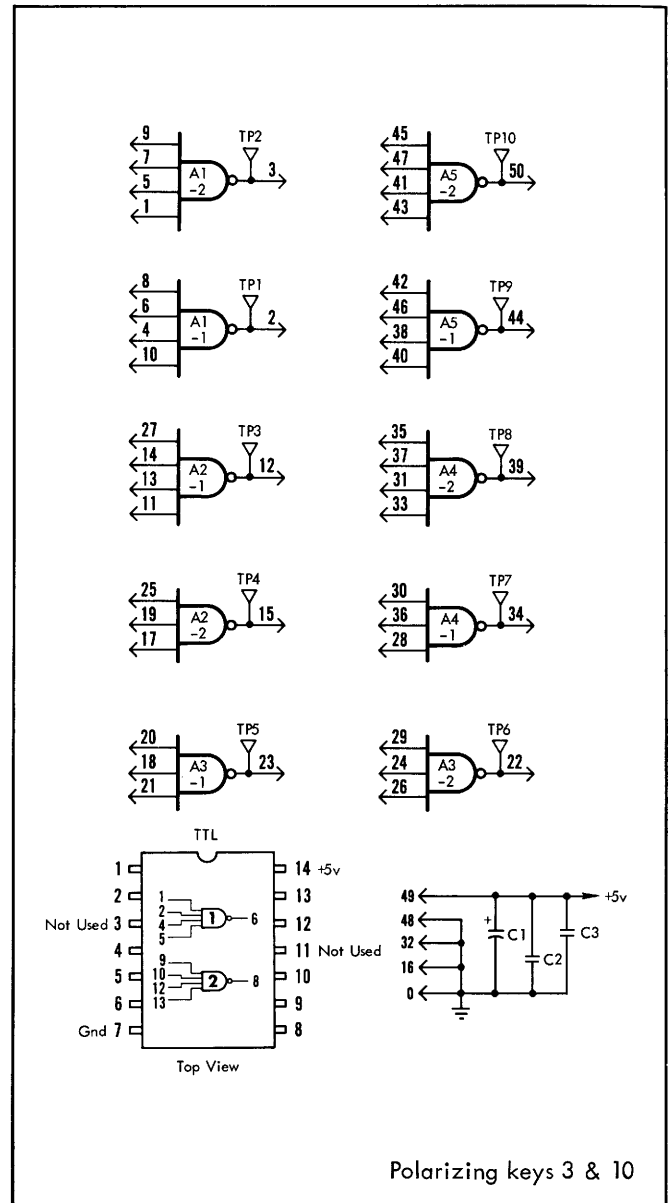 9
7
5
1
A1
-2
TP2
3
45
47
41
43
A5
-2
TP10
50
8
6
4
10
A1
-1
TP1
2
42
46
38
40
A5
-1
TP9
44
27
14
13
11
A2
-1
TP3
12
35
37
31
33
A4
-2
TP8
39
25
19
17
A2
-2
TP4
15
30
36
28
A4
-1
TP7
34
20
18
21
A3
-1
TP5
23
29
24
26
A3
-2
TP6
22
TTL
1
2
Not Used 3
4
5
6
Gnd 7
1
2
4
5
1
6
9
10
12
13
2
8
14 +5v
13
12
11 Not Used
10
9
8
Top View
49
48
32
16
0
+
C1
C2
C3
+5v
Polarizing keys 3 & 10